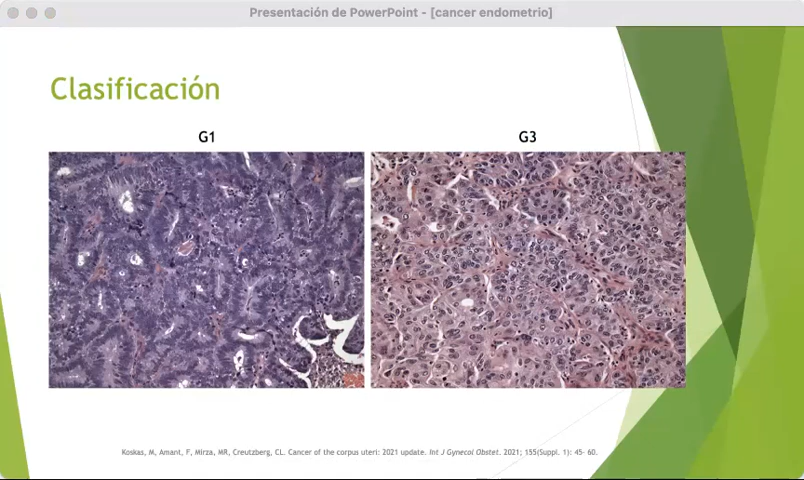 Presentación de PowerPoint - [cancer endometrio]
Clasificación
G1
G3
Koskas, M, Amant, F, Mirza, MR, Creutzberg, CL. Cancer of the corpus uteri: 2021 update. Int J Gynecol Obstet. 2021; 155(Suppl. 1): 45- 60.